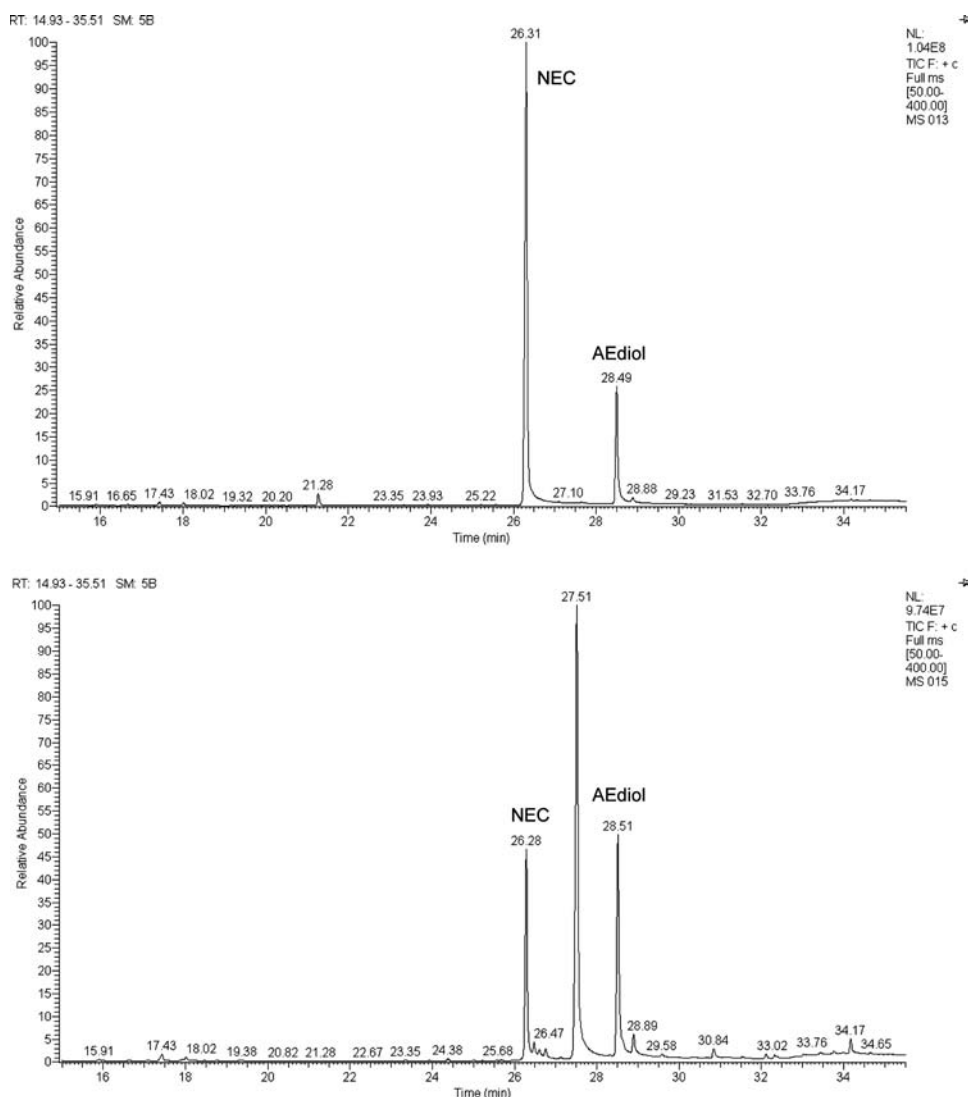 RT: 14.93 - 35.51 SM: 5B
NL:
1.04E8
TIC F: + c
Full ms
[50.00-
400.00]
MS 013
26.31
NEC
AEdiol
28.49
15.91 16.65 17.43 18.02 19.32 20.20 21.28 23.35 23.93 25.22 27.10 28.88 29.23 31.53 32.70 33.76 34.17
100
95
90
85
80
75
70
65
60
55
50
45
40
35
30
25
20
15
10
5
0
Relative Abundance
16 18 20 22 24 26 28 30 32 34
Time (min)
RT: 14.93 - 35.51 SM: 5B
NL:
9.74E7
TIC F: + c
Full ms
[50.00-
400.00]
MS 015
27.51
NEC
26.28
AEdiol
28.51
15.91 17.43 18.02 19.38 20.82 21.28 22.67 23.35 24.38 25.68 26.47 28.89 29.58 30.84 33.02 33.76 34.17 34.65
100
95
90
85
80
75
70
65
60
55
50
45
40
35
30
25
20
15
10
5
0
Relative Abundance
16 18 20 22 24 26 28 30 32 34
Time (min)